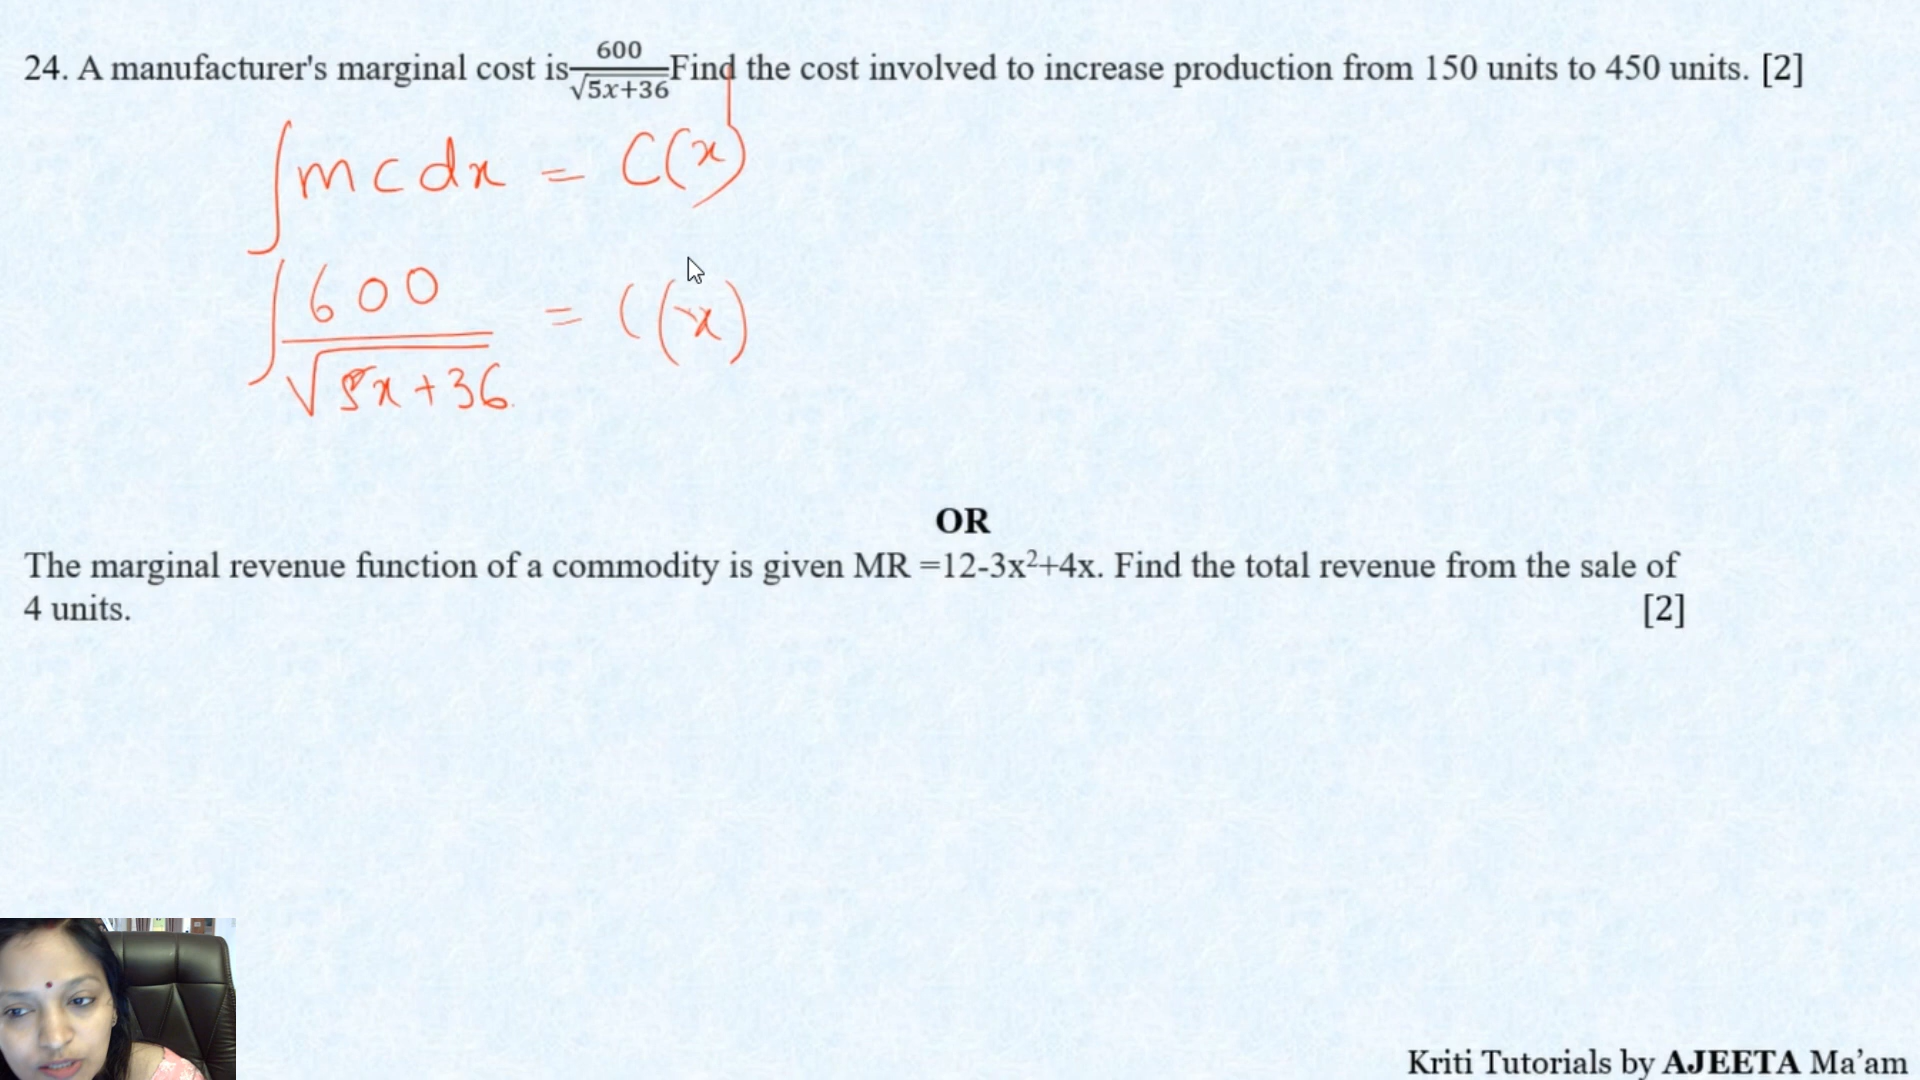 24. A manufacturer's marginal cost is 600/√5x+36 Find the cost involved to increase production from 150 units to 450 units. [2]
∫ m c dx = C(x)
∫ 600/√5x+36 = C(x)
OR
The marginal revenue function of a commodity is given MR =12-3x²+4x. Find the total revenue from the sale of
4 units. [2]
Kriti Tutorials by AJEETA Ma’am